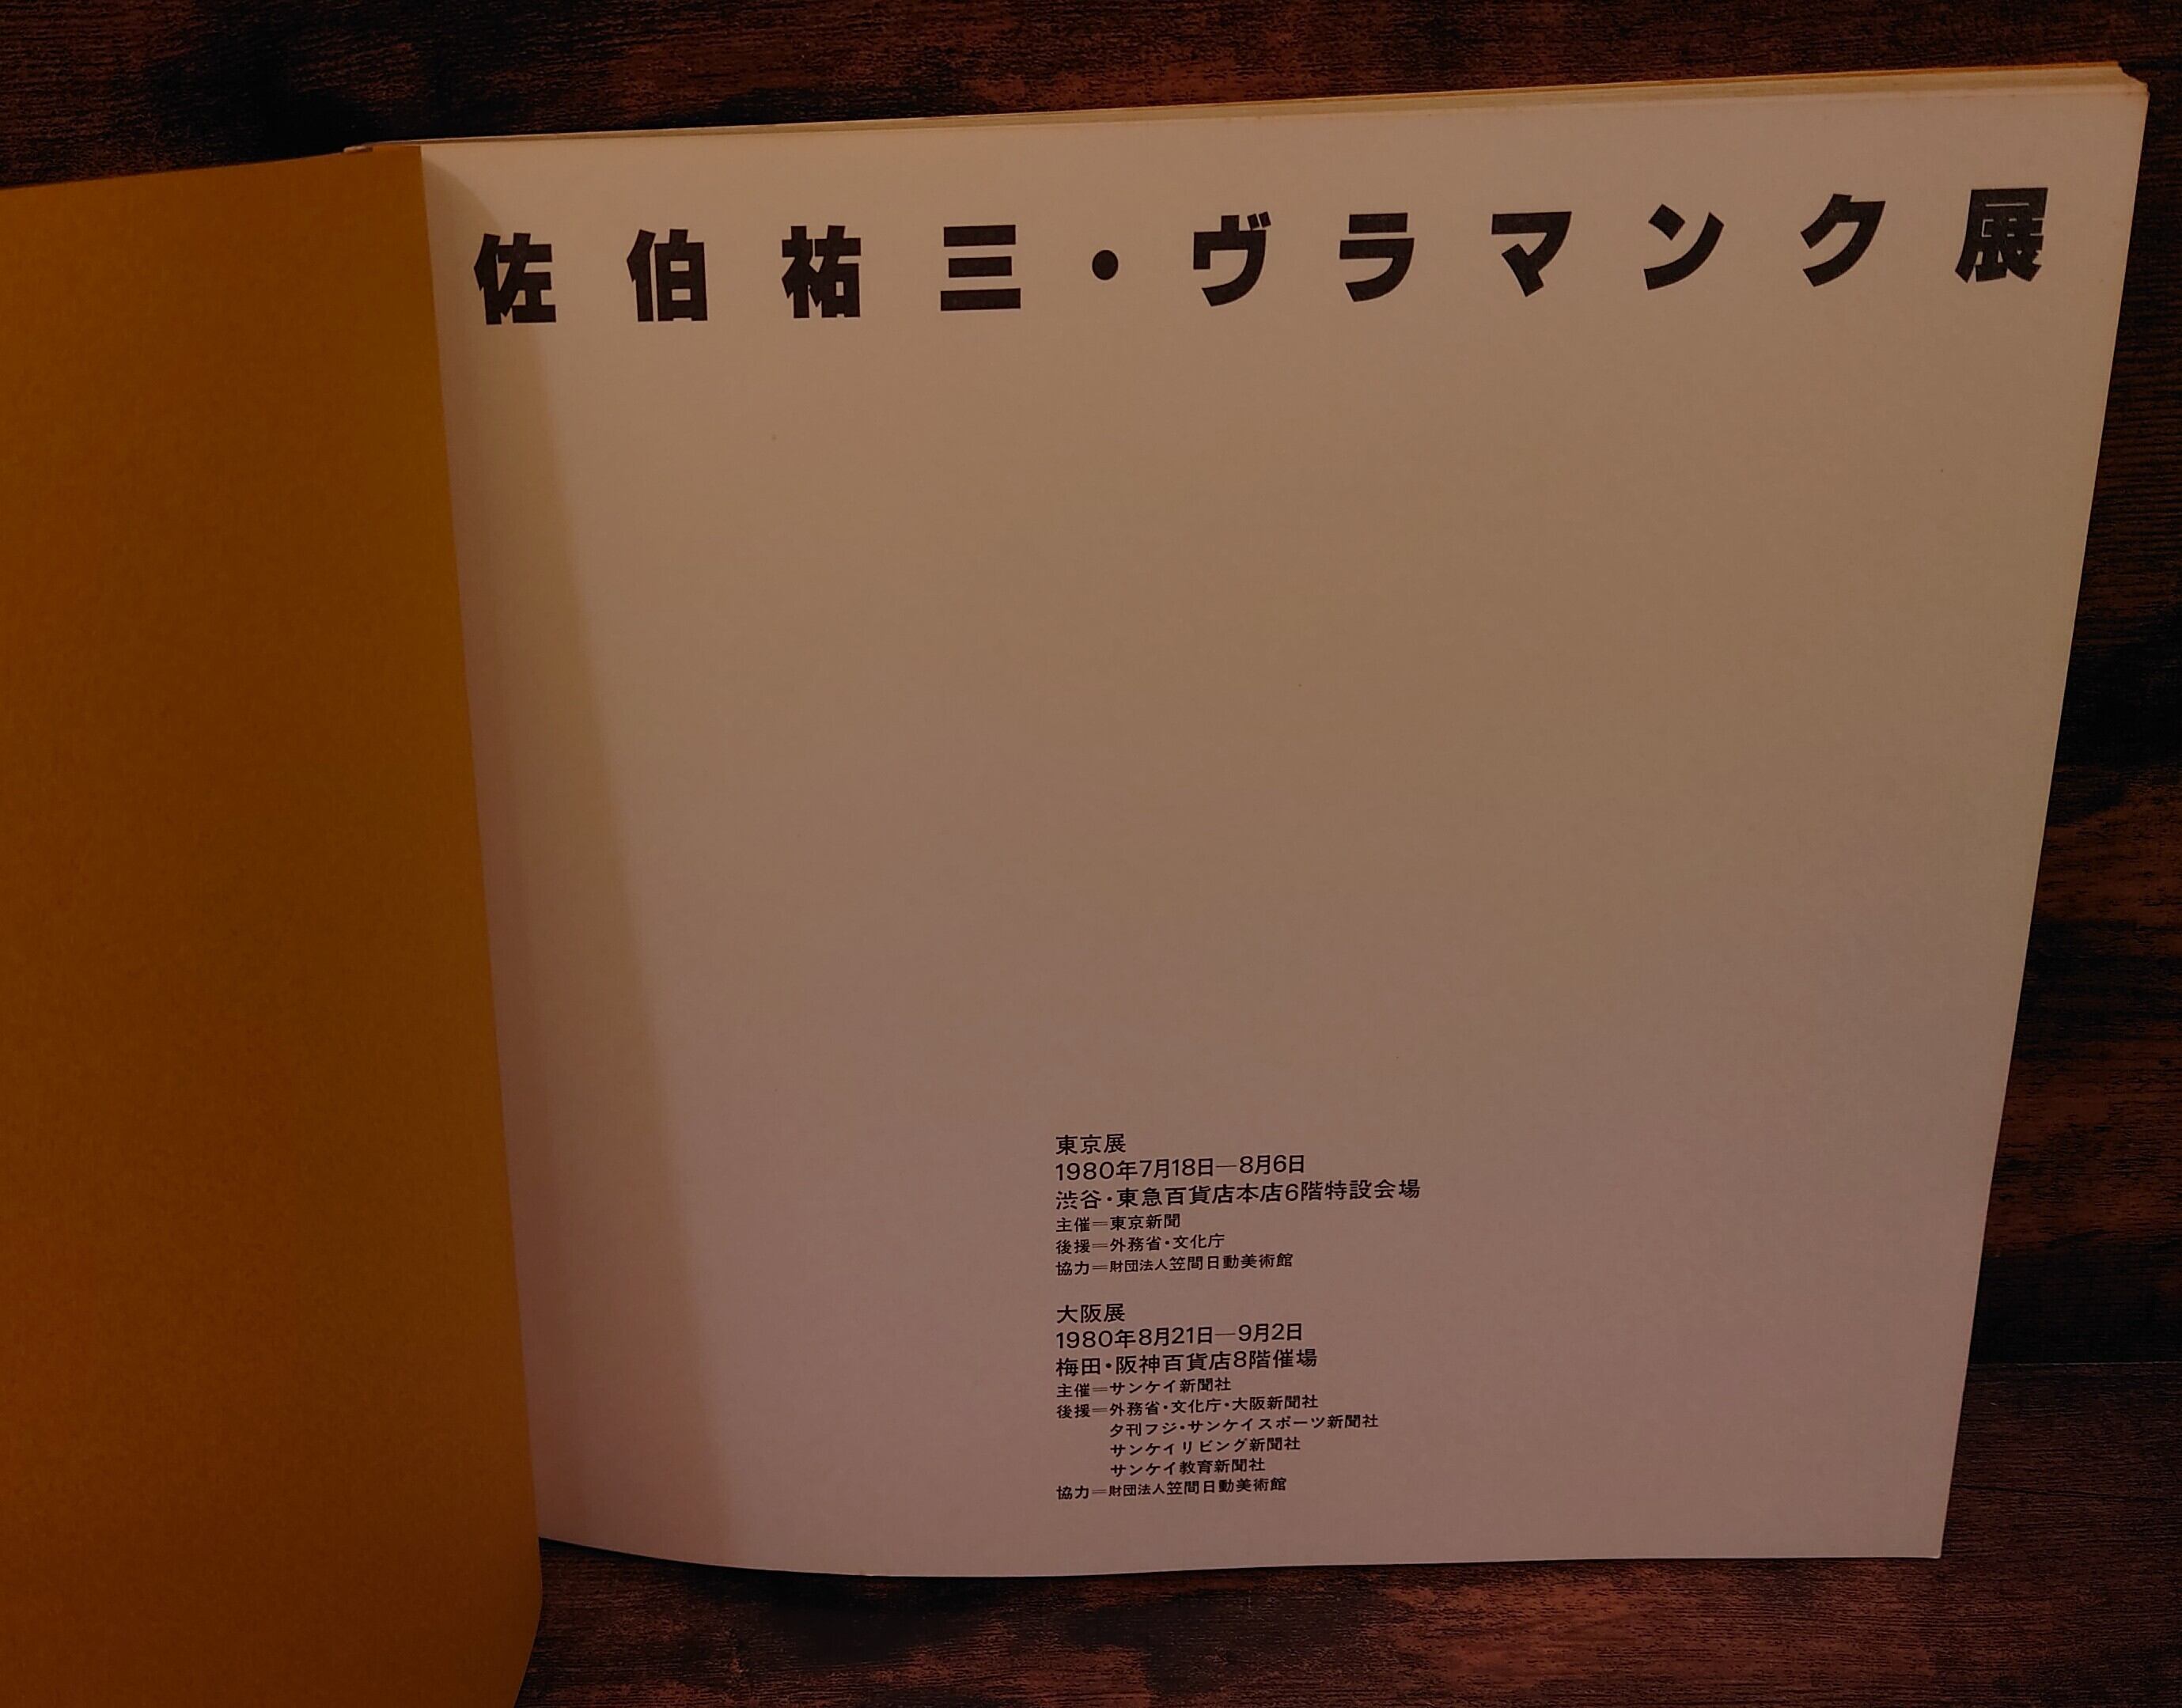 佐伯祐三・ヴラマンク展
東京展
1980年7月18日—8月6日
渋谷・東急百貨店本店6階特設会場
主催＝東京新聞
後援＝外務省・文化庁
協力＝財団法人笠間日動美術館
大阪展
1980年8月21日—9月2日
梅田・阪神百貨店8階催場
主催＝サンケイ新聞社
後援＝外務省・文化庁・大阪新聞社
夕刊フジ・サンケイスポーツ新聞社
サンケイリビング新聞社
サンケイ教育新聞社
協力＝財団法人笠間日動美術館